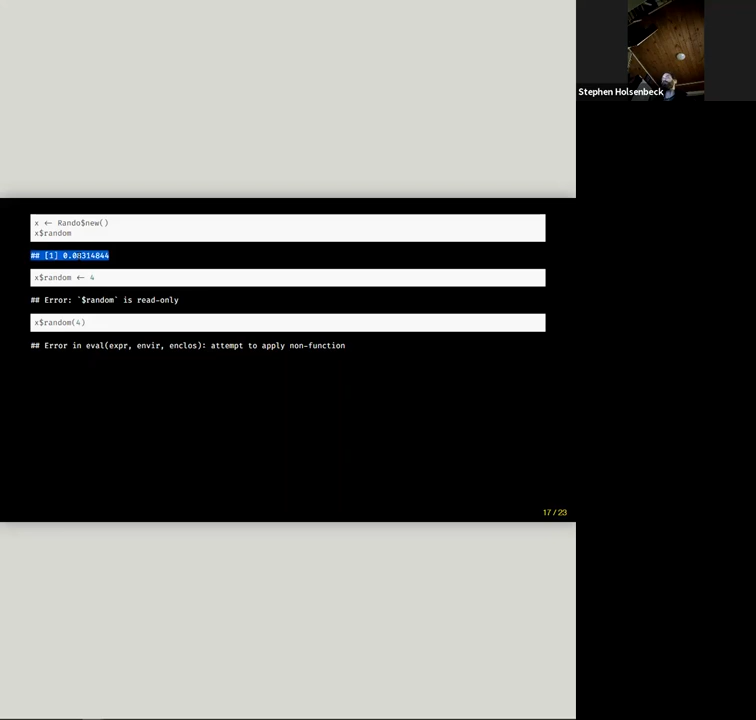 Stephen Holsenbeck
x <- Rando$new()
x$random
## [1] 0.08314844
x$random <- 4
## Error: `$random` is read-only
x$random(4)
## Error in eval(expr, envir, enclos): attempt to apply non-function
17 / 23